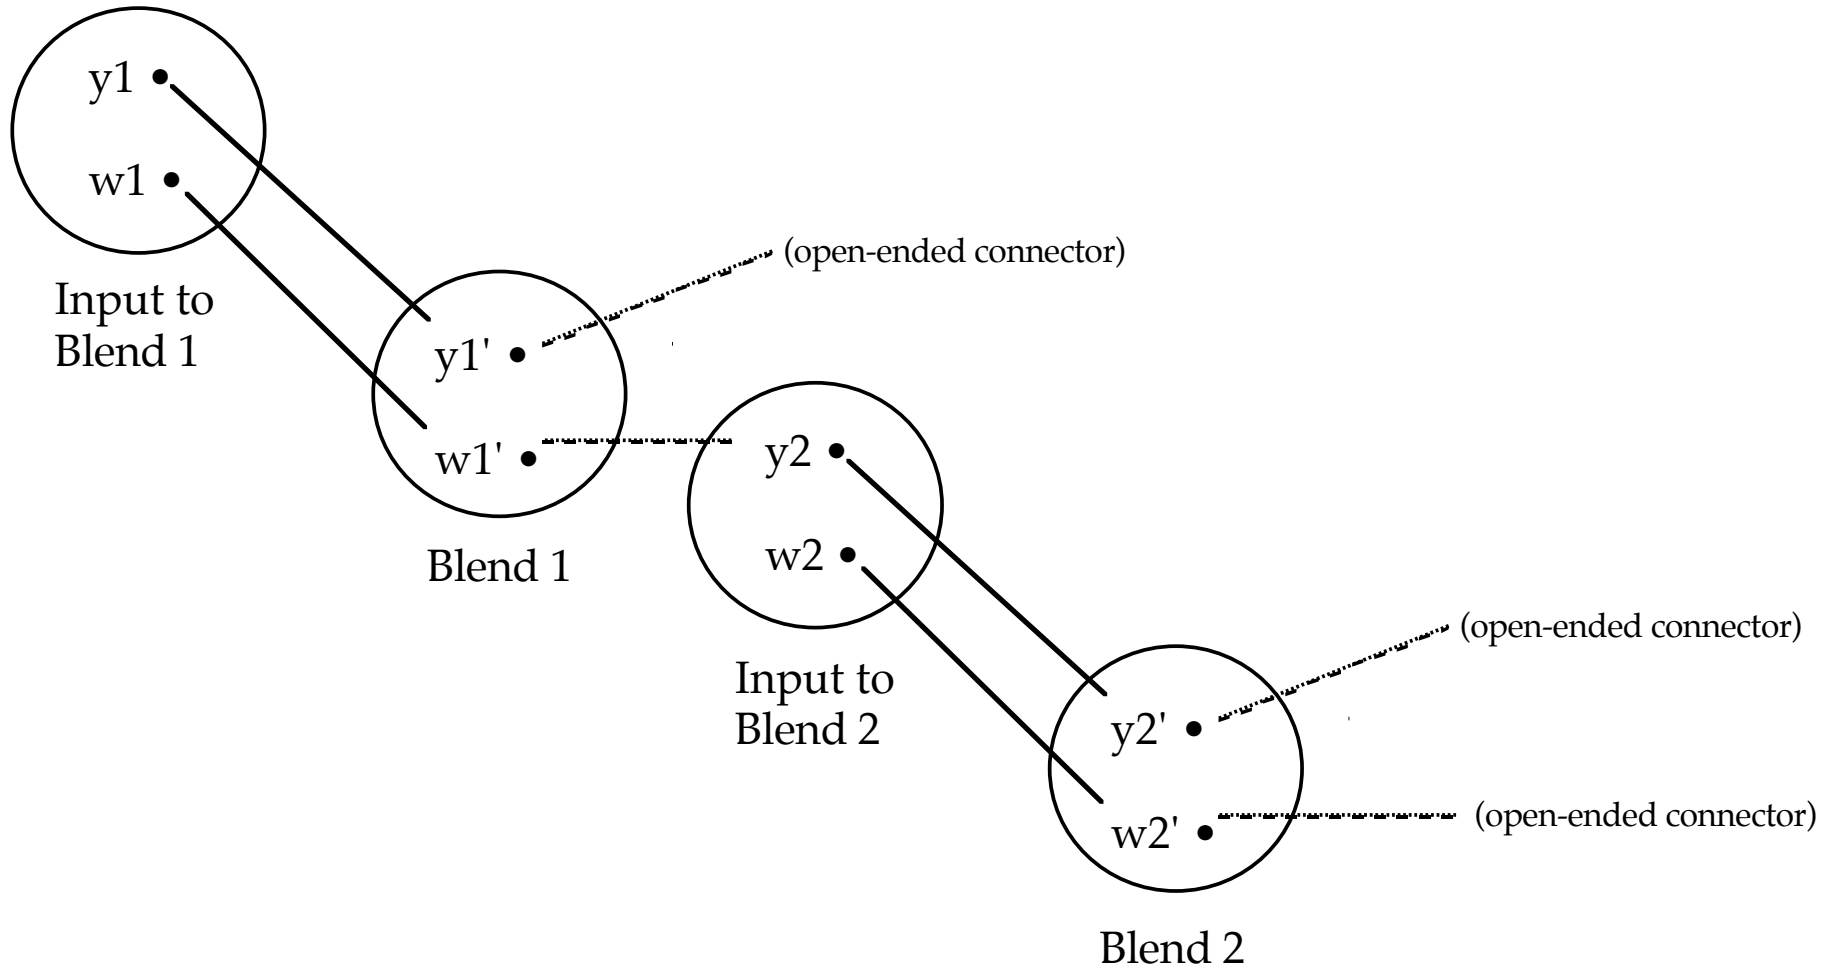 y1
w1
(open-ended connector)
Input to
Blend 1
y1'
w1'
y2
Blend 1
w2
(open-ended connector)
Input to
Blend 2
y2'
w2'
(open-ended connector)
Blend 2